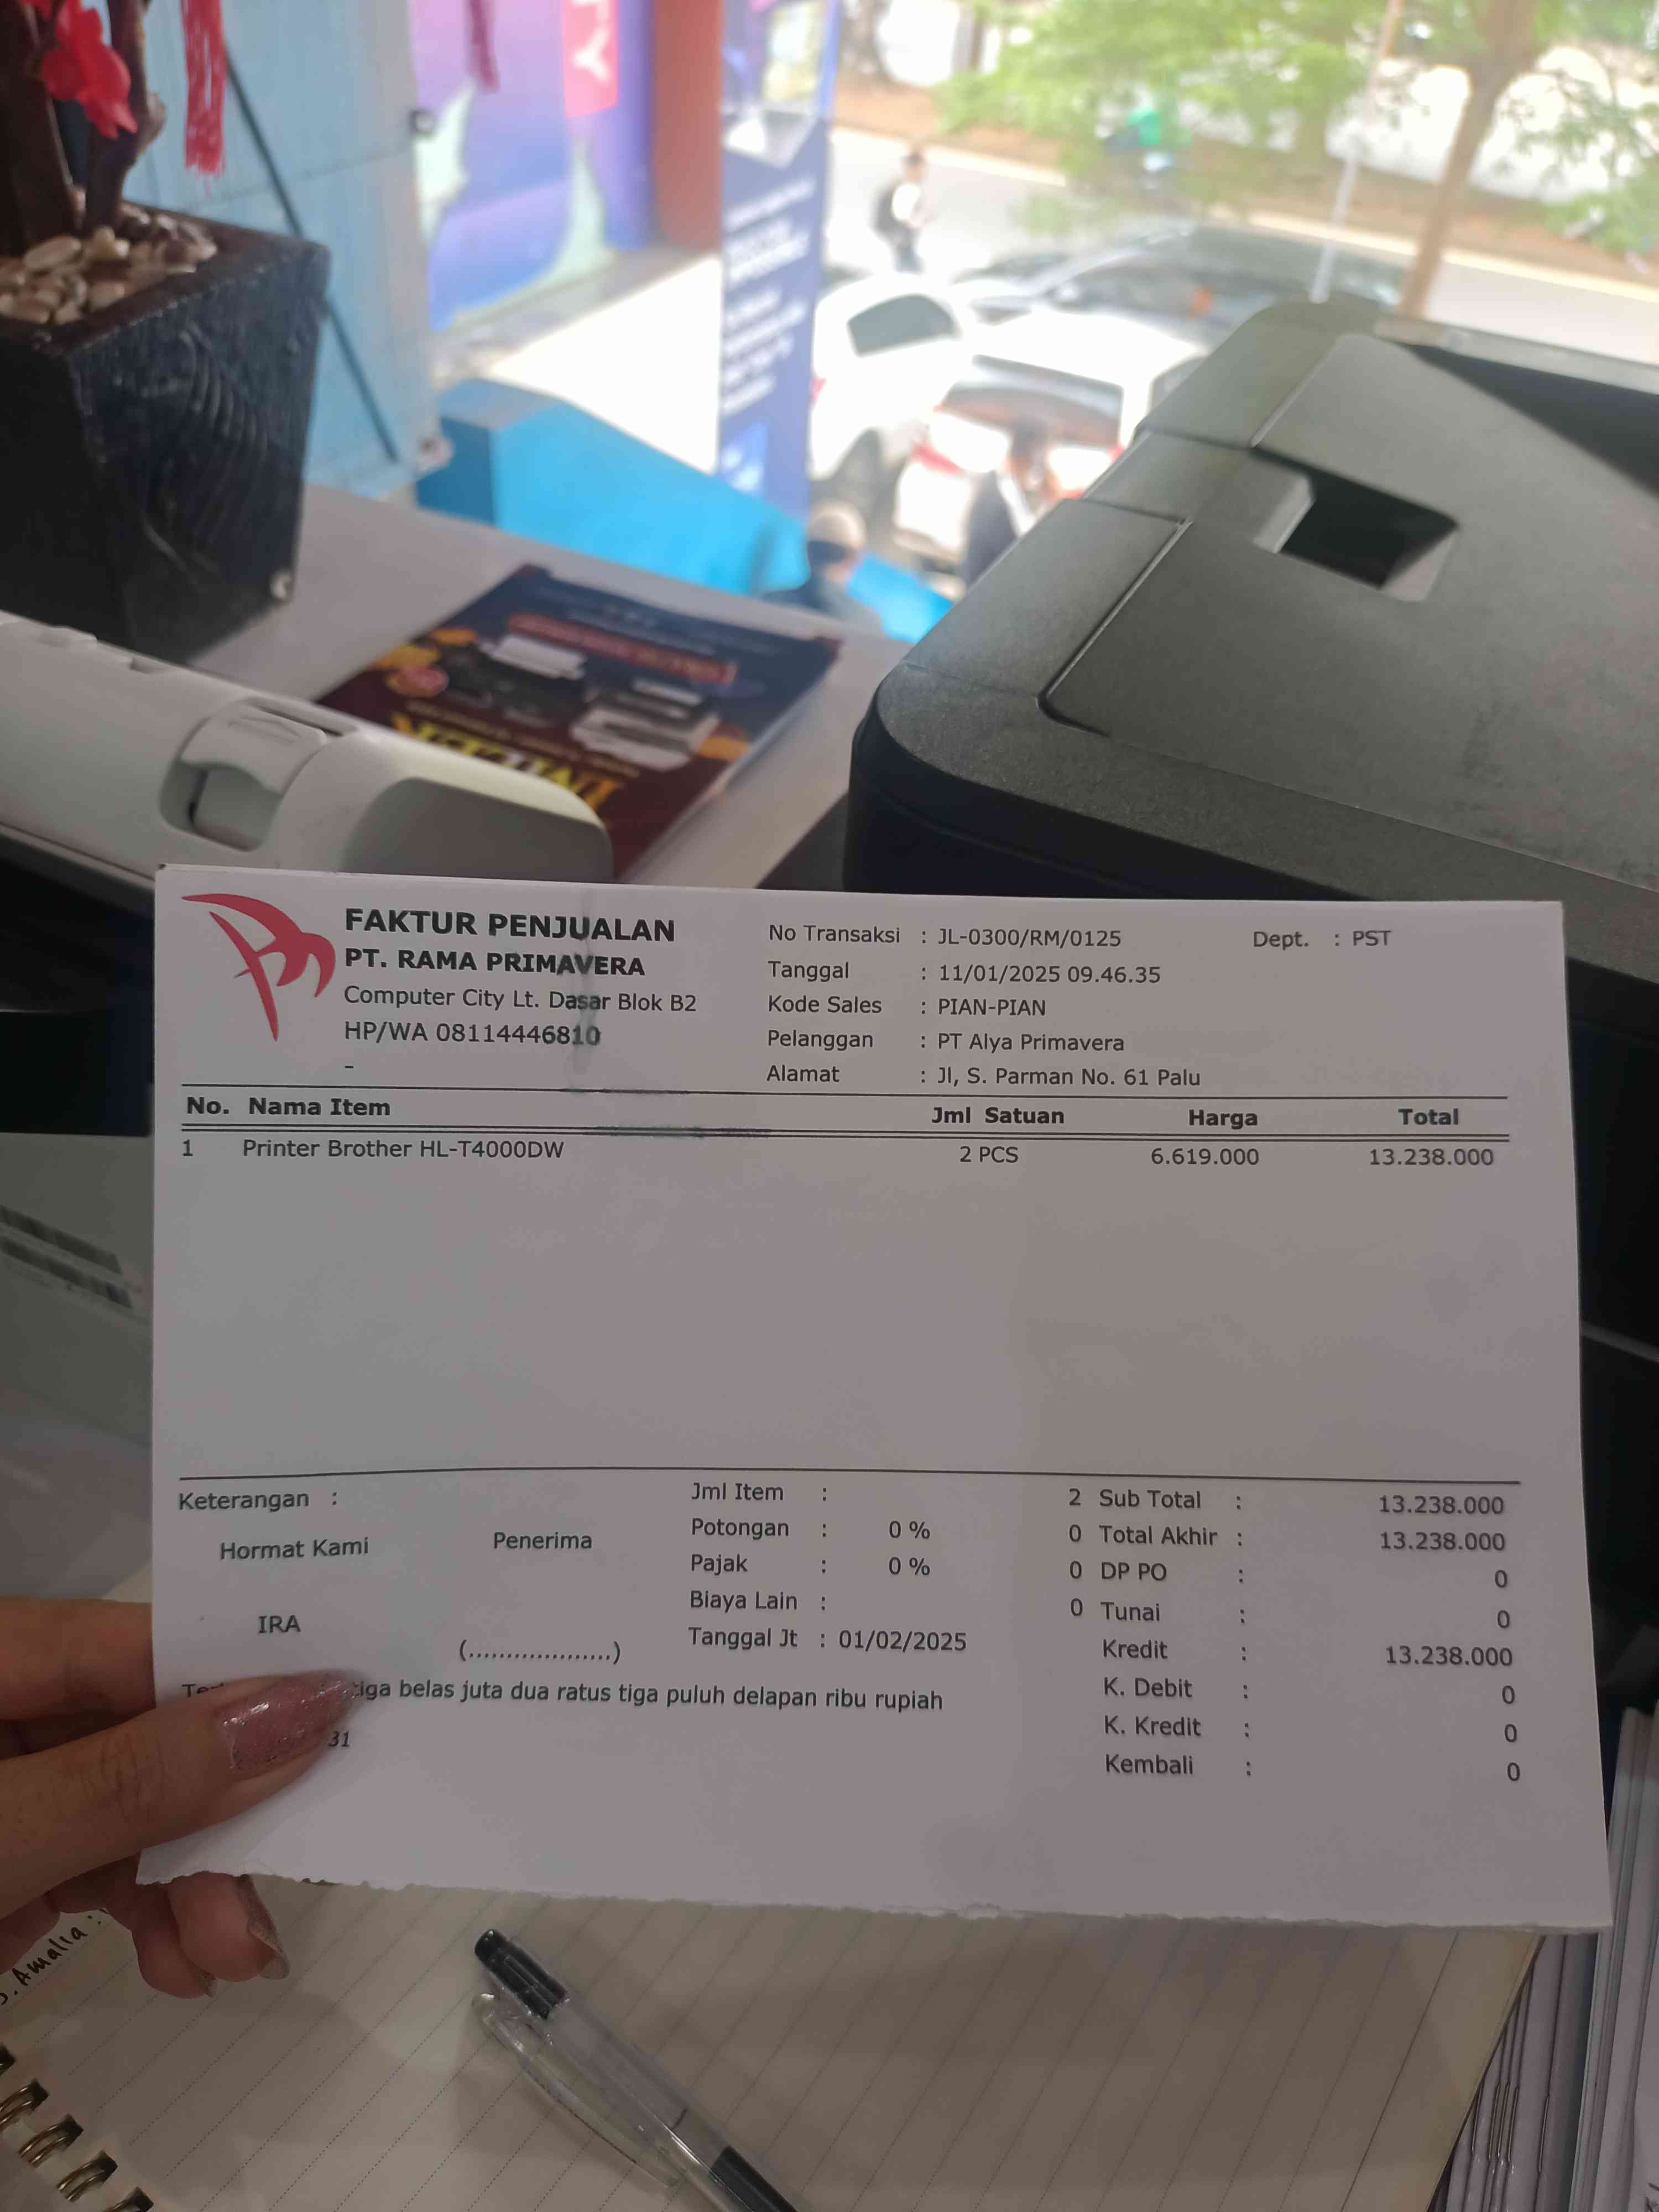 FAKTUR PENJUALAN
PT. RAMA PRIMAVERA
Computer City Lt. Dasar Blok B2
HP/WA 08114446810
-
No Transaksi : JL-0300/RM/0125 Dept. : PST
Tanggal : 11/01/2025 09.46.35
Kode Sales : PIAN-PIAN
Pelanggan : PT Alya Primavera
Alamat : Jl, S. Parman No. 61 Palu
No. Nama Item Jml Satuan Harga Total
1 Printer Brother HL-T4000DW 2 PCS 6.619.000 13.238.000
Keterangan :
Hormat Kami Penerima
IRA
(...................)
Jml Item : 2
Potongan : 0 % 0
Pajak : 0 % 0
Biaya Lain : 0
Tanggal Jt : 01/02/2025
Sub Total : 13.238.000
Total Akhir : 13.238.000
DP PO : 0
Tunai : 0
Kredit : 13.238.000
K. Debit : 0
K. Kredit : 0
Kembali : 0
belas juta dua ratus tiga puluh delapan ribu rupiah
31
Amalia :